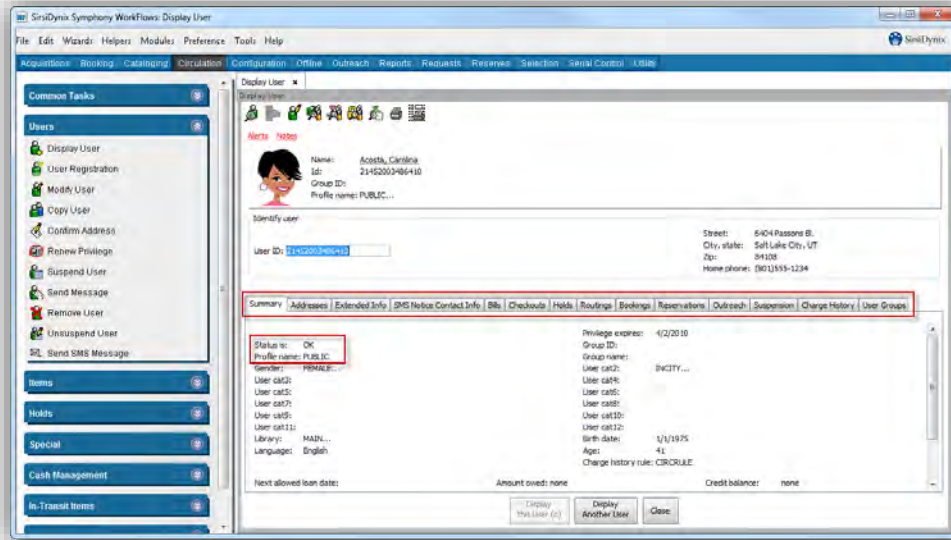 SirsiDynix Symphony WorkFlows: Display User
File Edit Wizards Helpers Modules Preference Tools Help
SirsiDynix
Acquisitions Booking Cataloging Circulation Configuration Offline Outreach Reports Requests Reserves Selection Serial Control Utility
Common Tasks
Users
Display User
User Registration
Modify User
Copy User
Confirm Address
Renew Privilege
Suspend User
Send Message
Remove User
Unsuspend User
Send SMS Message
Items
Holds
Special
Cash Management
In-Transit Items
Display User
Display User
Alerts Notes
Name: Acosta, Carolina
Id: 21452003486410
Group ID:
Profile name: PUBLIC...
Identify user
User ID: 21452003486410
Street: 6404 Passons Bl.
City, state: Salt Lake City, UT
Zip: 84108
Home phone: (801)555-1234
Summary Addresses Extended Info SMS Notice Contact Info Bills Checkouts Holds Routings Bookings Reservations Outreach Suspension Charge History User Groups
Status is: OK
Profile name: PUBLIC
Gender: FEMALE...
User cat3:
User cat5:
User cat7:
User cat9:
User cat11:
Library: MAIN...
Language: English
Privilege expires: 4/2/2018
Group ID:
Group name:
User cat2: INCITY...
User cat4:
User cat6:
User cat8:
User cat10:
User cat12:
Birth date: 1/1/1975
Age: 41
Charge history rule: CIRCRULE
Next allowed loan date: Amount owed: none Credit balance: none
Display This User (c)
Display Another User
Close